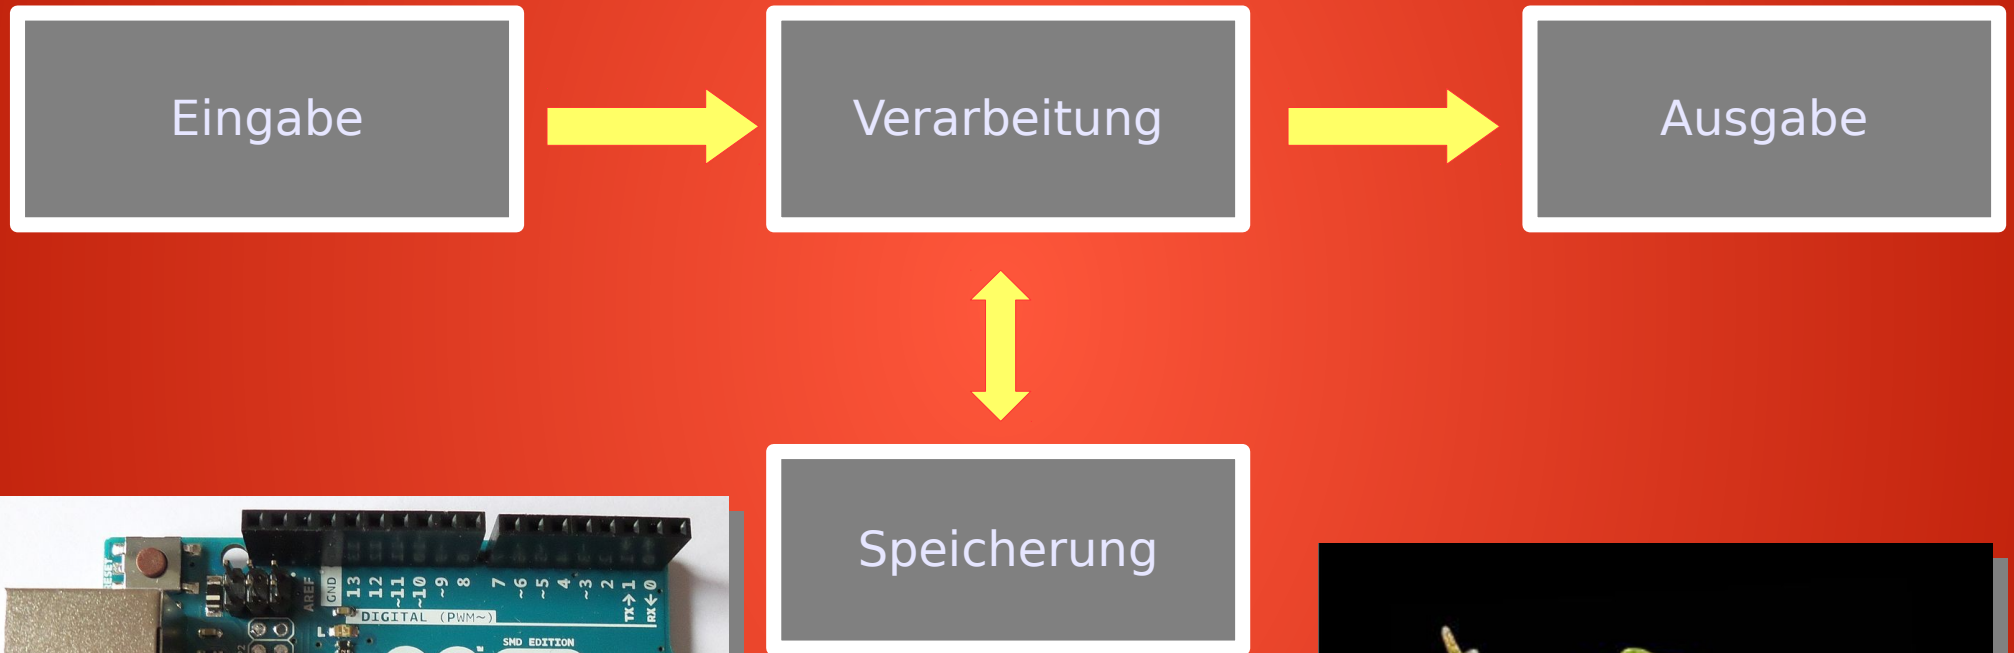 Eingabe
Verarbeitung
Ausgabe
Speicherung
RESET
AREF
GND
13
12
~11
~10
~9
8
7
~6
~5
4
~3
2
TX→1
RX←0
DIGITAL (PWM~)
SMD EDITION